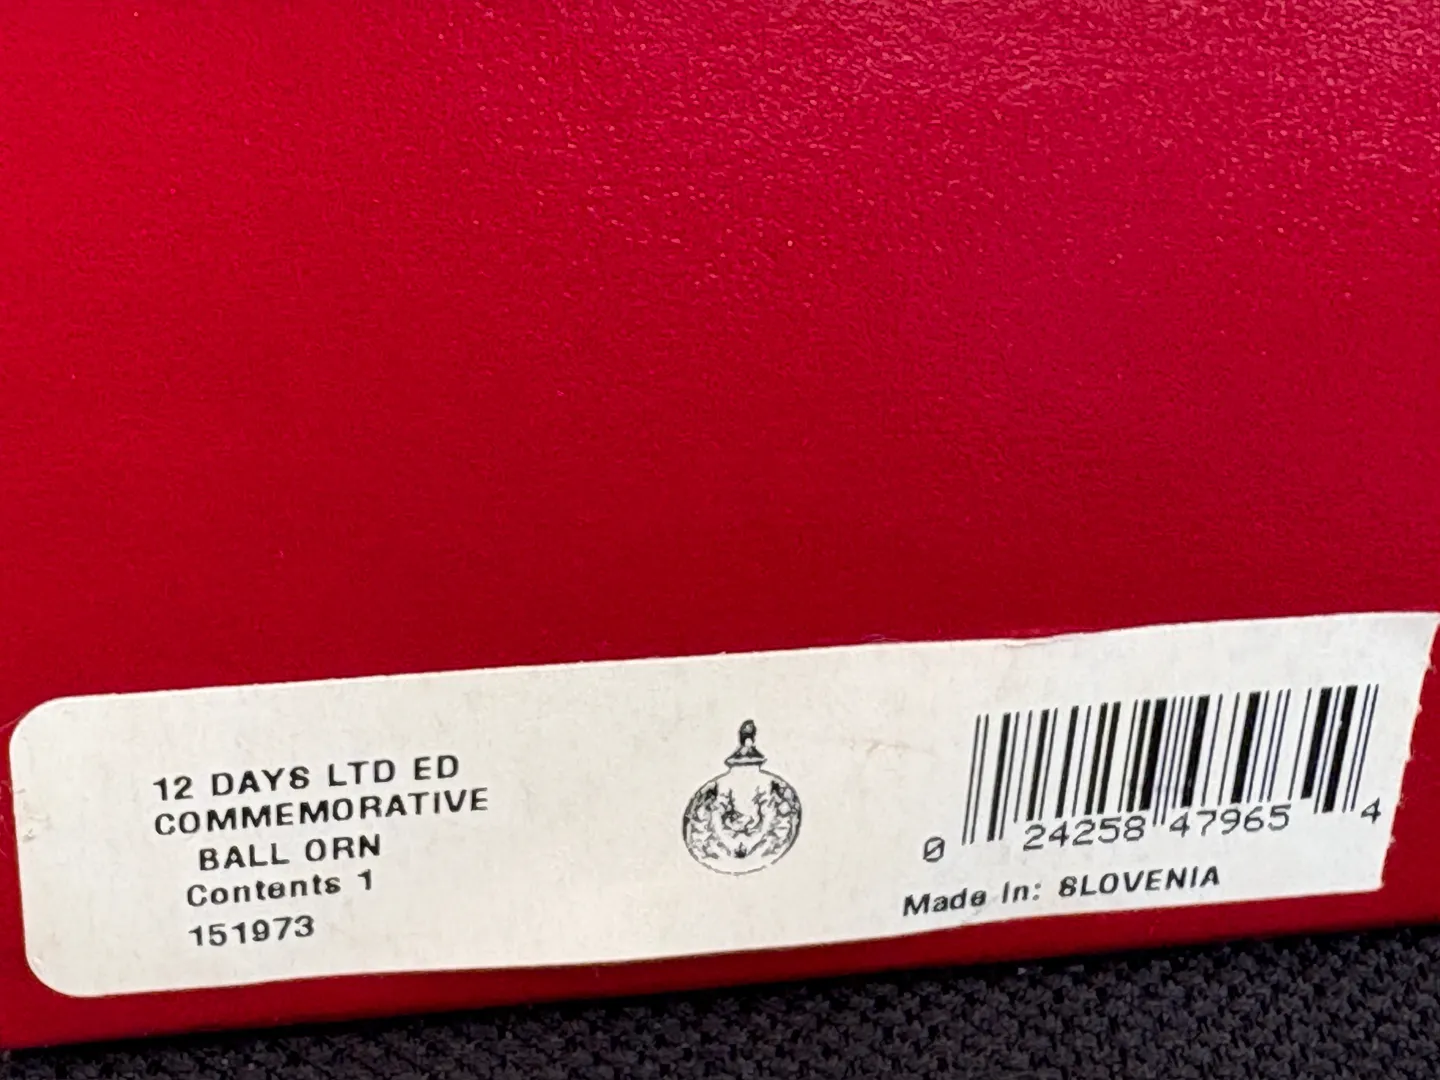 12 DAYS LTD ED
COMMEMORATIVE
BALL ORN
Contents 1
151973
0 24258 47965 4
Made In: SLOVENIA